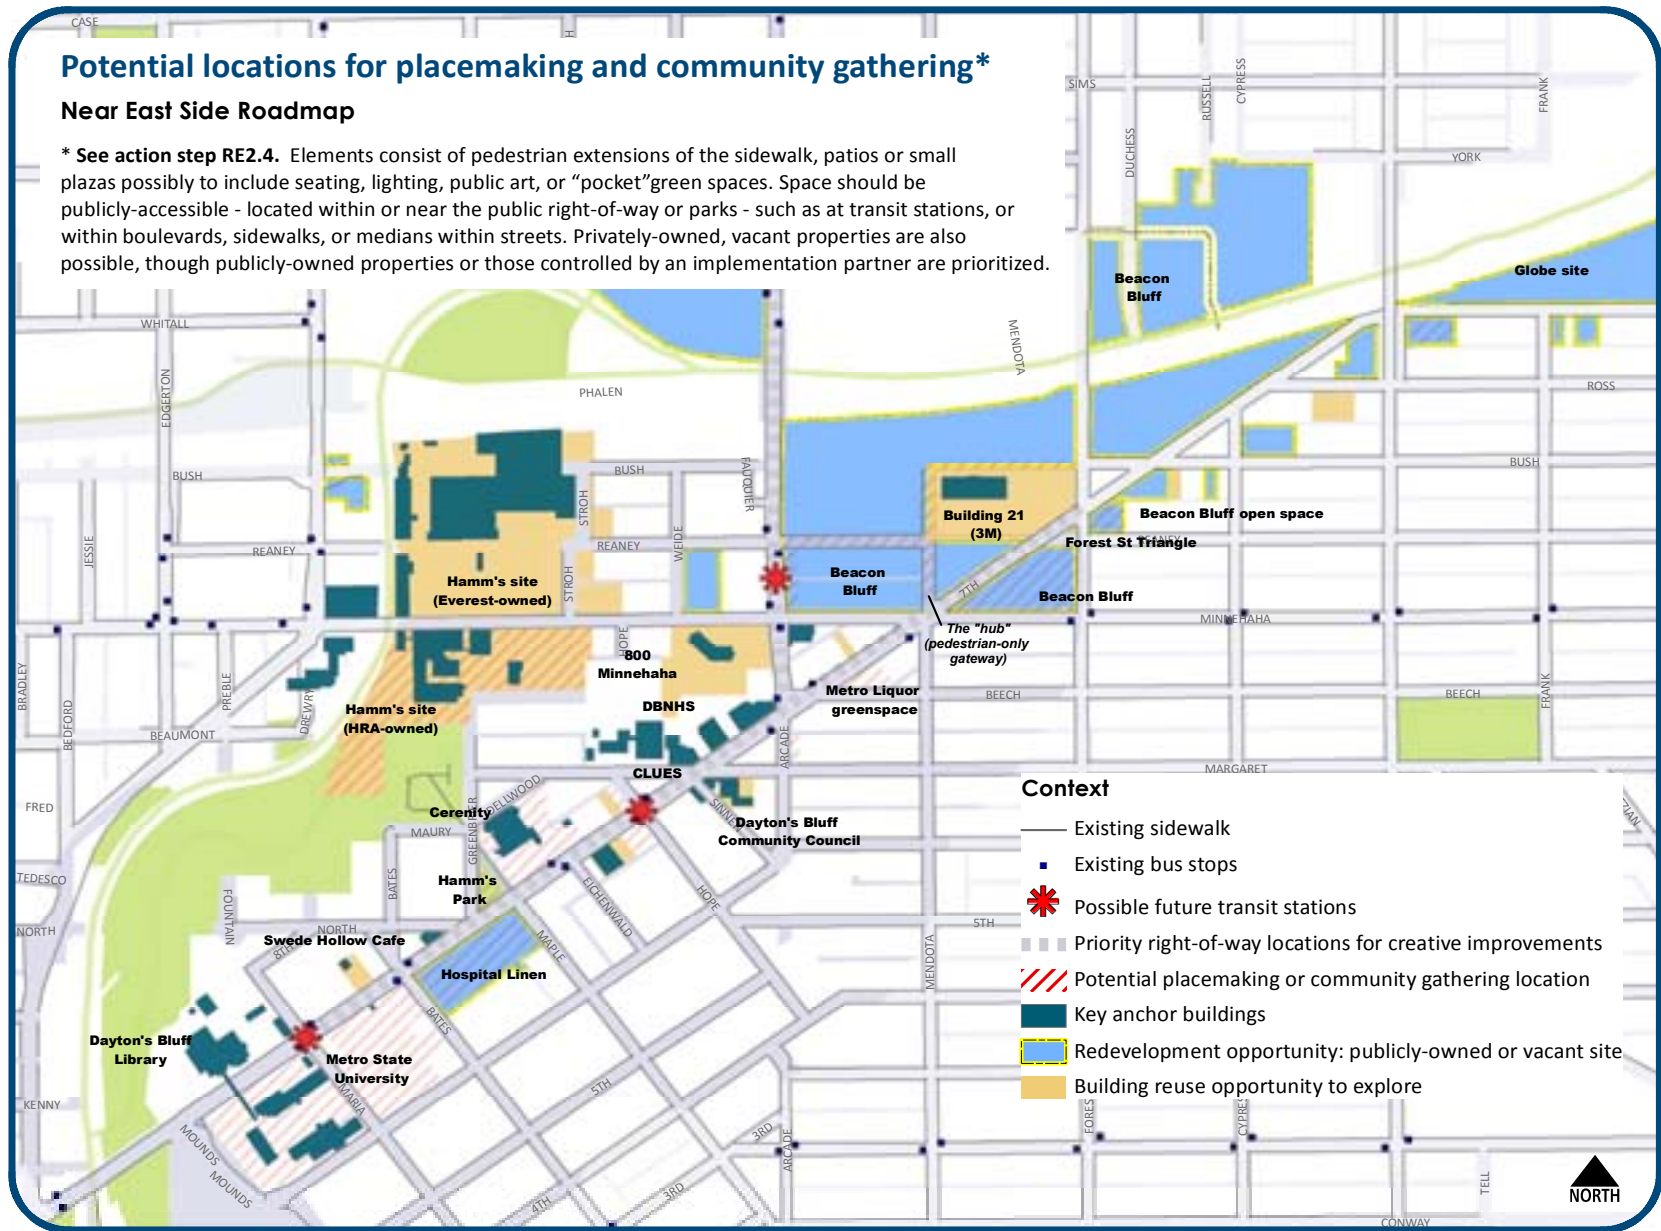 Potential locations for placemaking and community gathering*
Near East Side Roadmap
* See action step RE2.4.  Elements consist of pedestrian extensions of the sidewalk, patios or small
plazas possibly to include seating, lighting, public art, or “pocket”green spaces. Space should be
publicly-accessible - located within or near the public right-of-way or parks - such as at transit stations, or
within boulevards, sidewalks, or medians within streets. Privately-owned, vacant properties are also
possible, though publicly-owned properties or those controlled by an implementation partner are prioritized.
CASE
SIMS
DUCHESS
RUSSELL
CYPRESS
FRANK
YORK
Beacon
Bluff
Globe site
WHITALL
EDGERTON
MENDOTA
PHALEN
ROSS
BUSH
BUSH
BUSH
FAUQUIER
STROH
Building 21
(3M)
Beacon Bluff open space
Forest St Triangle
JESSIE
REANEY
REANEY
WEIDE
STROH
Hamm's site
(Everest-owned)
Beacon
Bluff
7TH
Beacon Bluff
MINNEHAHA
The "hub"
(pedestrian-only
gateway)
HOPE
800
Minnehaha
BRADLEY
BEDFORD
PREBLE
DREWRY
BEAUMONT
Hamm's site
(HRA-owned)
DBNHS
Metro Liquor
greenspace
BEECH
BEECH
FRANK
ARCADE
CLUES
MARGARET
FRED
Cerenity
DELLWOOD
GREENBRIER
MAURY
SINNEN
Dayton's Bluff
Community Council
TEDESCO
BATES
Hamm's
Park
EICHENWALD
HOPE
FOUNTAIN
NORTH
NORTH
8TH
Swede Hollow Cafe
MAPLE
5TH
MENDOTA
Hospital Linen
BATES
Dayton's Bluff
Library
Metro State
University
MARIA
5TH
KENNY
MOUNDS
MOUNDS
3RD
3RD
4TH
ARCADE
TELL
CONWAY
Context
Existing sidewalk
Existing bus stops
Possible future transit stations
Priority right-of-way locations for creative improvements
Potential placemaking or community gathering location
Key anchor buildings
Redevelopment opportunity: publicly-owned or vacant site
Building reuse opportunity to explore
NORTH